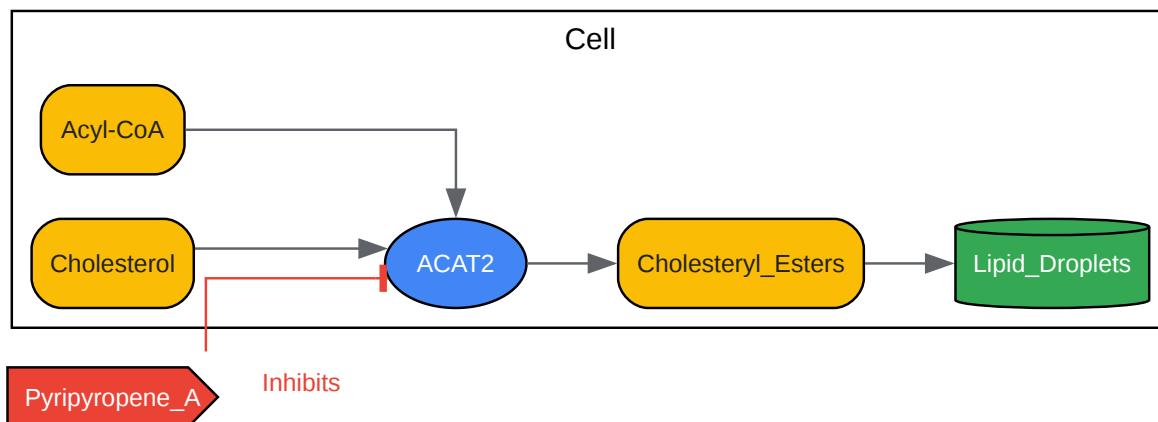 Cell
Acyl-CoA
Cholesterol
ACAT2
Cholesteryl_Esters
Lipid_Droplets
Pyripyropene_A
Inhibits